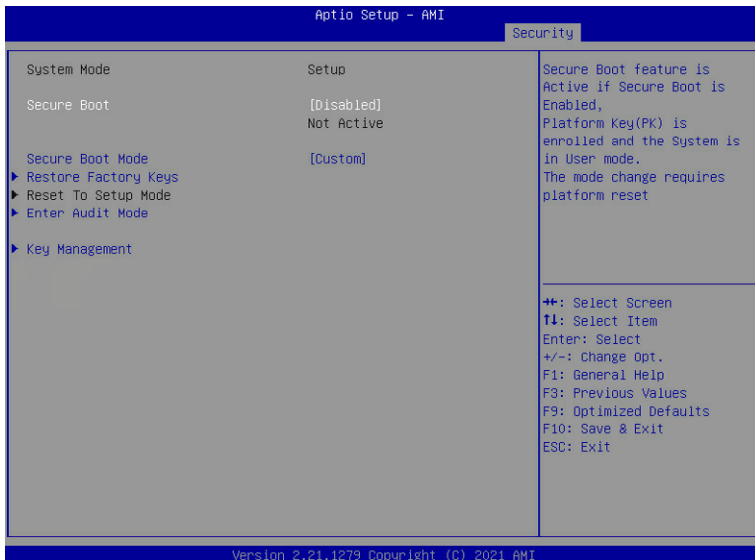 Aptio Setup - AMI
Security
System Mode Setup
Secure Boot [Disabled]
Not Active
Secure Boot Mode [Custom]
Restore Factory Keys
Reset To Setup Mode
Enter Audit Mode
Key Management
Secure Boot feature is
Active if Secure Boot is
Enabled,
Platform Key(PK) is
enrolled and the System is
in User mode.
The mode change requires
platform reset
→←: Select Screen
↑↓: Select Item
Enter: Select
+/-: Change Opt.
F1: General Help
F3: Previous Values
F9: Optimized Defaults
F10: Save & Exit
ESC: Exit
Version 2.21.1279 Copyright (C) 2021 AMI